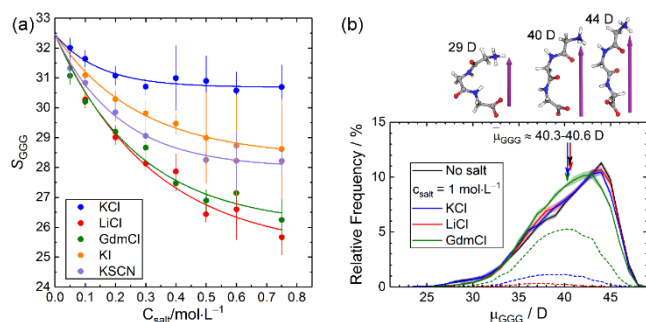 (a)
33
32
31
30
29
28
27
26
25
S_GGG
KCl
LiCl
GdmCl
KI
KSCN
0.0 0.1 0.2 0.3 0.4 0.5 0.6 0.7 0.8
C_salt/mol·L⁻¹
(b)
29 D
40 D
44 D
μ̄_GGG ≈ 40.3-40.6 D
15
10
5
0
Relative Frequency / %
No salt
c_salt = 1 mol·L⁻¹
KCl
LiCl
GdmCl
25 30 35 40 45
μ_GGG / D